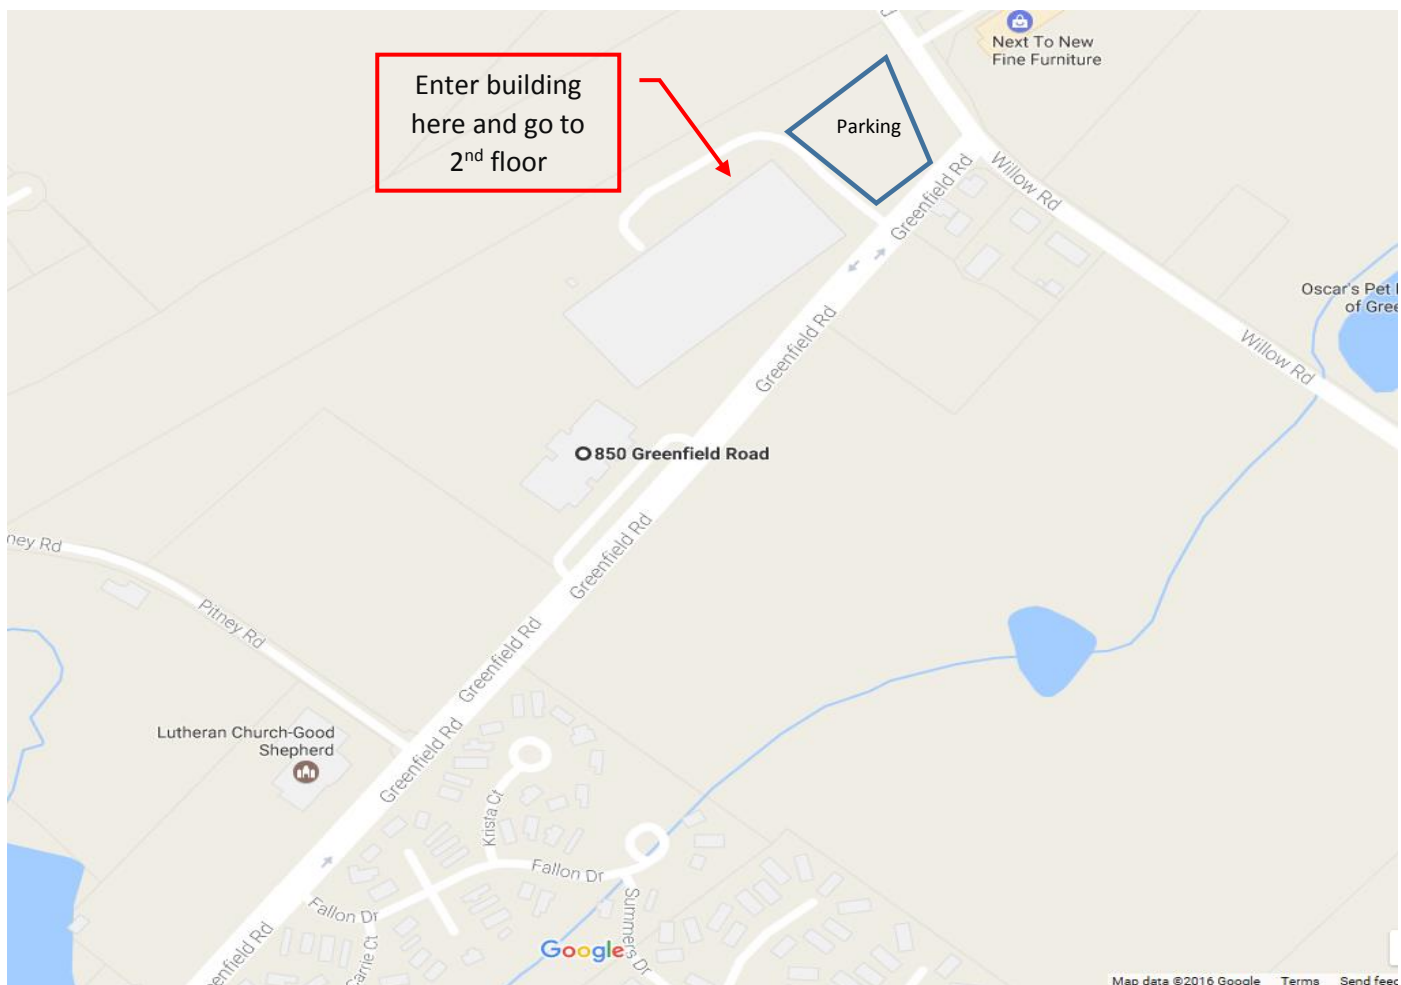 Next To New
Fine Furniture
Enter building
here and go to
2nd floor
Parking
Greenfield Rd
Willow Rd
Oscar's Pet
of Gree
Greenfield Rd
Willow Rd
850 Greenfield Road
Greenfield Rd
ney Rd
Pitney Rd
Greenfield Rd
Lutheran Church-Good
Shepherd
Greenfield Rd
Krista Ct
Fallon Dr
Fallon Dr
Summers Dr
Carrie Ct
enfield Rd
Google
Map data ©2016 Google Terms Send feed